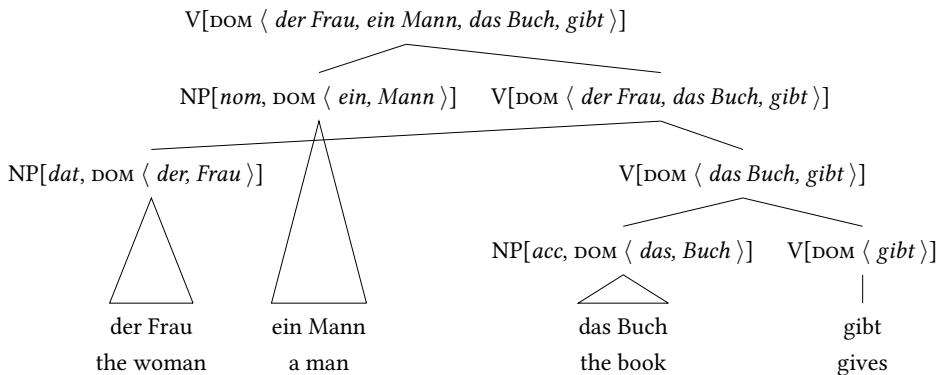 V[DOM ⟨ der Frau, ein Mann, das Buch, gibt ⟩]
NP[nom, DOM ⟨ ein, Mann ⟩] V[DOM ⟨ der Frau, das Buch, gibt ⟩]
NP[dat, DOM ⟨ der, Frau ⟩] V[DOM ⟨ das Buch, gibt ⟩]
NP[acc, DOM ⟨ das, Buch ⟩] V[DOM ⟨ gibt ⟩]
der Frau ein Mann das Buch gibt
the woman a man the book gives